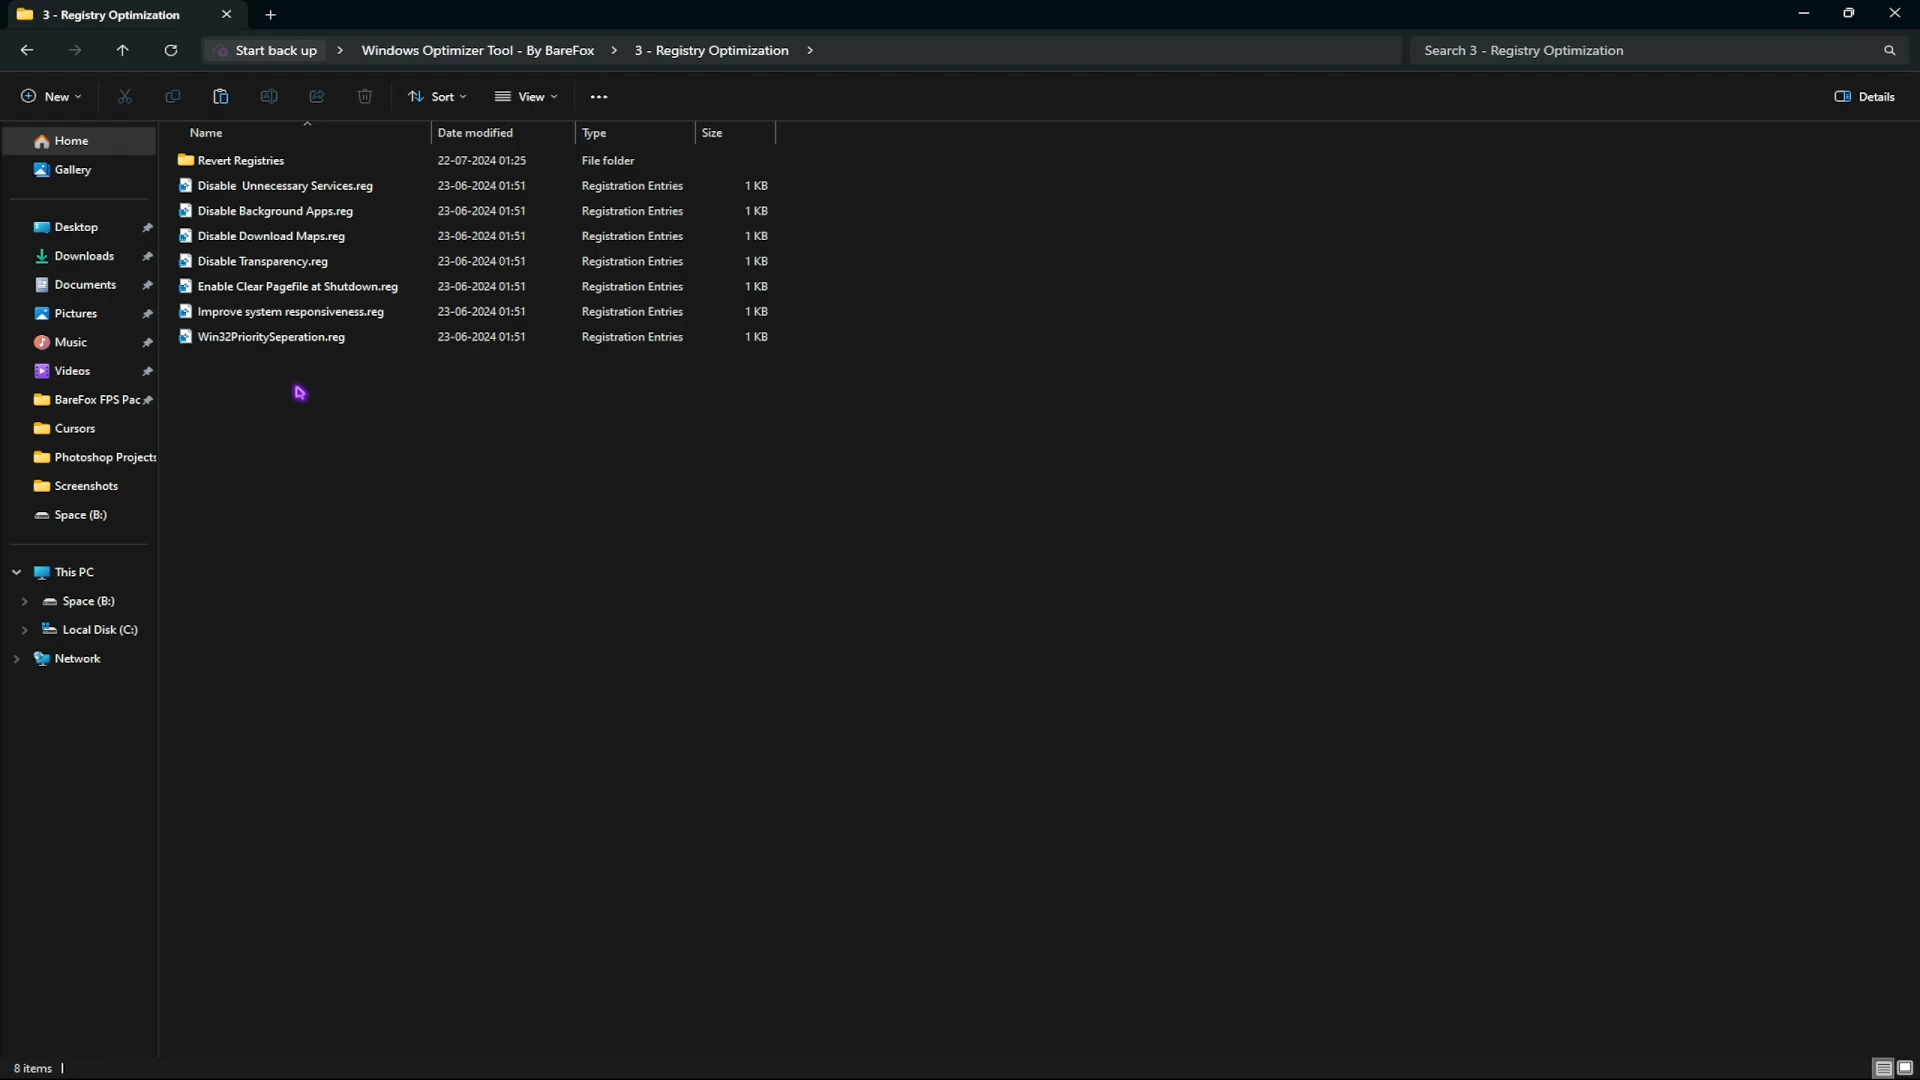 3 - Registry Optimization
Start back up > Windows Optimizer Tool - By BareFox > 3 - Registry Optimization >
Search 3 - Registry Optimization
New Sort View Details
Name Date modified Type Size
Home
Gallery
Desktop
Downloads
Documents
Pictures
Music
Videos
BareFox FPS Pac
Cursors
Photoshop Projects
Screenshots
Space (B:)
This PC
Space (B:)
Local Disk (C:)
Network
Revert Registries 22-07-2024 01:25 File folder
Disable Unnecessary Services.reg 23-06-2024 01:51 Registration Entries 1 KB
Disable Background Apps.reg 23-06-2024 01:51 Registration Entries 1 KB
Disable Download Maps.reg 23-06-2024 01:51 Registration Entries 1 KB
Disable Transparency.reg 23-06-2024 01:51 Registration Entries 1 KB
Enable Clear Pagefile at Shutdown.reg 23-06-2024 01:51 Registration Entries 1 KB
Improve system responsiveness.reg 23-06-2024 01:51 Registration Entries 1 KB
Win32PrioritySeperation.reg 23-06-2024 01:51 Registration Entries 1 KB
8 items